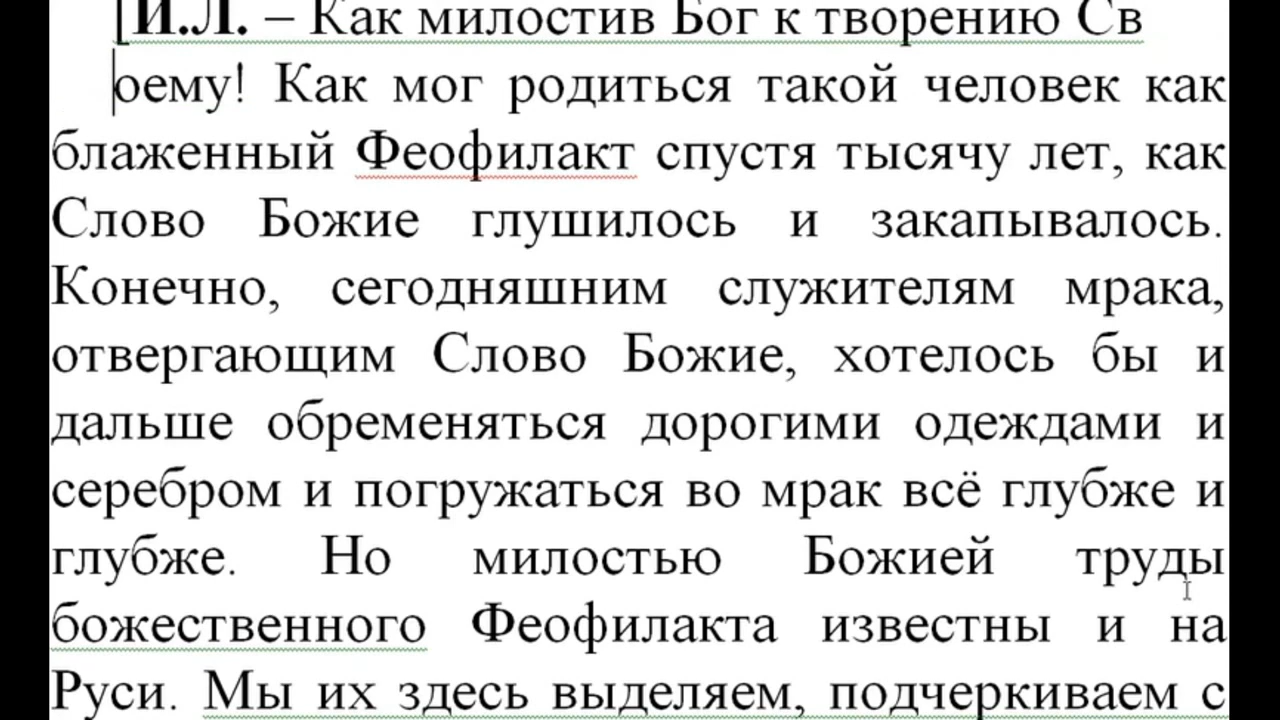 [И.Л. – Как милостив Бог к творению Св
оему! Как мог родиться такой человек как
блаженный Феофилакт спустя тысячу лет, как
Слово Божие глушилось и закапывалось.
Конечно, сегодняшним служителям мрака,
отвергающим Слово Божие, хотелось бы и
дальше обременяться дорогими одеждами и
серебром и погружаться во мрак всё глубже и
глубже. Но милостью Божией труды
божественного Феофилакта известны и на
Руси. Мы их здесь выделяем, подчеркиваем с